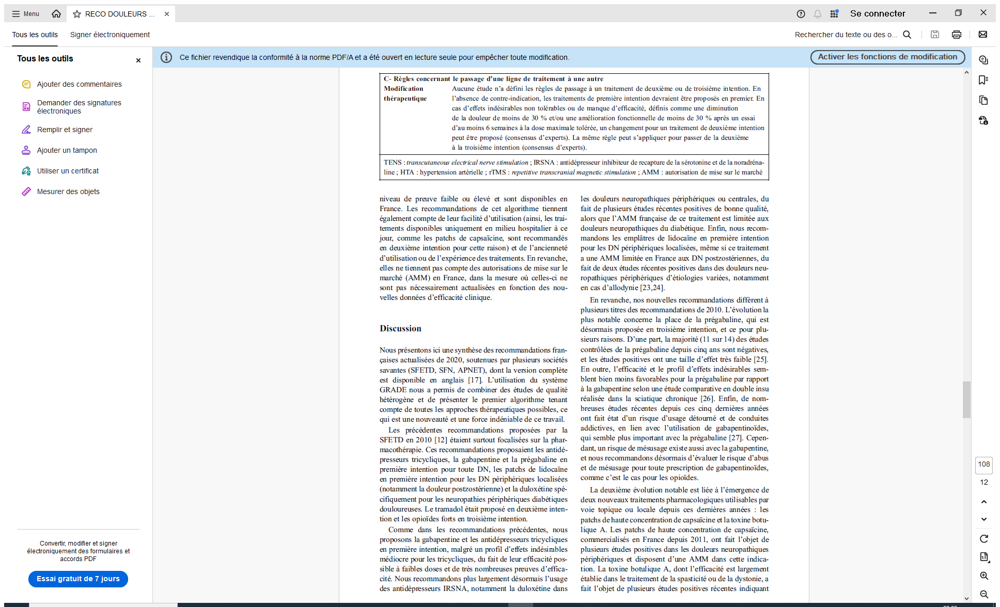 Menu
RECO DOULEURS ...
Se connecter
Tous les outils
Signer électroniquement
Rechercher du texte ou des o...
Tous les outils
Ajouter des commentaires
Demander des signatures
électroniques
Remplir et signer
Ajouter un tampon
Utiliser un certificat
Mesurer des objets
Convertir, modifier et signer
électroniquement des formulaires et
accords PDF
Essai gratuit de 7 jours
Ce fichier revendique la conformité à la norme PDF/A et a été ouvert en lecture seule pour empêcher toute modification.
Activer les fonctions de modification
C- Règles concernant le passage d’une ligne de traitement à une autre
Modification
thérapeutique
Aucune étude n’a défini les règles de passage à un traitement de deuxième ou de troisième intention. En
l’absence de contre-indication, les traitements de première intention devraient être proposés en premier. En
cas d’effets indésirables non tolérables ou de manque d’efficacité, définis comme une diminution
de la douleur de moins de 30 % et/ou une amélioration fonctionnelle de moins de 30 % après un essai
d’au moins 6 semaines à la dose maximale tolérée, un changement pour un traitement de deuxième intention
peut être proposé (consensus d’experts). La même règle peut s’appliquer pour passer de la deuxième
à la troisième intention (consensus d’experts).
TENS : transcutaneous electrical nerve stimulation ; IRSNA : antidépresseur inhibiteur de recapture de la sérotonine et de la noradréna-
line ; HTA : hypertension artérielle ; rTMS : repetitive transcranial magnetic stimulation ; AMM : autorisation de mise sur le marché
niveau de preuve faible ou élevé et sont disponibles en
France. Les recommandations de cet algorithme tiennent
également compte de leur facilité d’utilisation (ainsi, les trai-
tements disponibles uniquement en milieu hospitalier à ce
jour, comme les patchs de capsaïcine, sont recommandés
en deuxième intention pour cette raison) et de l’ancienneté
d’utilisation ou de l’expérience des traitements. En revanche,
elles ne tiennent pas compte des autorisations de mise sur le
marché (AMM) en France, dans la mesure où celles-ci ne
sont pas nécessairement actualisées en fonction des nou-
velles données d’efficacité clinique.
Discussion
Nous présentons ici une synthèse des recommandations fran-
çaises actualisées de 2020, soutenues par plusieurs sociétés
savantes (SFETD, SFN, APNET), dont la version complète
est disponible en anglais [17]. L’utilisation du système
GRADE nous a permis de combiner des études de qualité
hétérogène et de présenter le premier algorithme tenant
compte de toutes les approches thérapeutiques possibles, ce
qui est une nouveauté et une force indéniable de ce travail.
Les précédentes recommandations proposées par la
SFETD en 2010 [12] étaient surtout focalisées sur la phar-
macothérapie. Ces recommandations proposaient les antidé-
presseurs tricycliques, la gabapentine et la prégabaline en
première intention pour toute DN, les patchs de lidocaïne
en première intention pour les DN périphériques localisées
(notamment la douleur postzostérienne) et la duloxétine spé-
cifiquement pour les neuropathies périphériques diabétiques
douloureuses. Le tramadol était proposé en deuxième inten-
tion et les opioïdes forts en troisième intention.
Comme dans les recommandations précédentes, nous
proposons la gabapentine et les antidépresseurs tricycliques
en première intention, malgré un profil d’effets indésirables
médiocre pour les tricycliques, du fait de leur efficacité pos-
sible à faibles doses et de très nombreuses preuves d’effica-
cité. Nous recommandons plus largement désormais l’usage
des antidépresseurs IRSNA, notamment la duloxétine dans
les douleurs neuropathiques périphériques ou centrales, du
fait de plusieurs études récentes positives de bonne qualité,
alors que l’AMM française de ce traitement est limitée aux
douleurs neuropathiques du diabétique. Enfin, nous recom-
mandons les emplâtres de lidocaïne en première intention
pour les DN périphériques localisées, même si ce traitement
a une AMM limitée en France aux DN postzostériennes, du
fait de deux études récentes positives dans des douleurs neu-
ropathiques périphériques d’étiologies variées, notamment
en cas d’allodynie [23,24].
En revanche, nos nouvelles recommandations diffèrent à
plusieurs titres des recommandations de 2010. L’évolution la
plus notable concerne la place de la prégabaline, qui est
désormais proposée en troisième intention, et ce pour plu-
sieurs raisons. D’une part, la majorité (11 sur 14) des études
contrôlées de la prégabaline depuis cinq ans sont négatives,
et les études positives ont une taille d’effet très faible [25].
En outre, l’efficacité et le profil d’effets indésirables sem-
blent bien moins favorables pour la prégabaline par rapport
à la gabapentine selon une étude comparative en double insu
réalisée dans la sciatique chronique [26]. Enfin, de nom-
breuses études récentes depuis ces cinq dernières années
ont fait état d’un risque d’usage détourné et de conduites
addictives, en lien avec l’utilisation de gabapentinoïdes,
qui semble plus important avec la prégabaline [27]. Cepen-
dant, un risque de mésusage existe aussi avec la gabapentine,
et nous recommandons désormais d’évaluer le risque d’abus
et de mésusage pour toute prescription de gabapentinoïdes,
comme c’est le cas pour les opioïdes.
La deuxième évolution notable est liée à l’émergence de
deux nouveaux traitements pharmacologiques utilisables par
voie topique ou locale depuis ces dernières années : les
patchs de haute concentration de capsaïcine et la toxine botu-
lique A. Les patchs de haute concentration de capsaïcine,
commercialisés en France depuis 2011, ont fait l’objet de
plusieurs études positives dans les douleurs neuropathiques
périphériques et disposent d’une AMM dans cette indica-
tion. La toxine botulique A, dont l’efficacité est largement
établie dans le traitement de la spasticité ou de la dystonie, a
fait l’objet de plusieurs études positives récentes indiquant
108
12